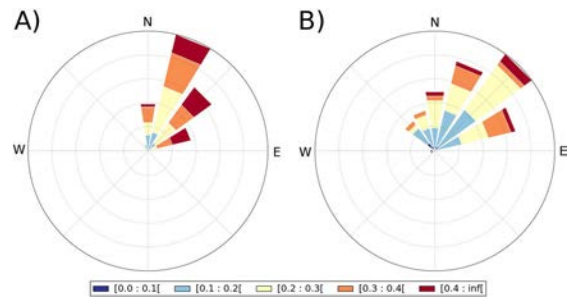 A)
B)
N
N
W
E
W
E
[0.0 : 0.1[
[0.1 : 0.2[
[0.2 : 0.3[
[0.3 : 0.4[
[0.4 : inf[